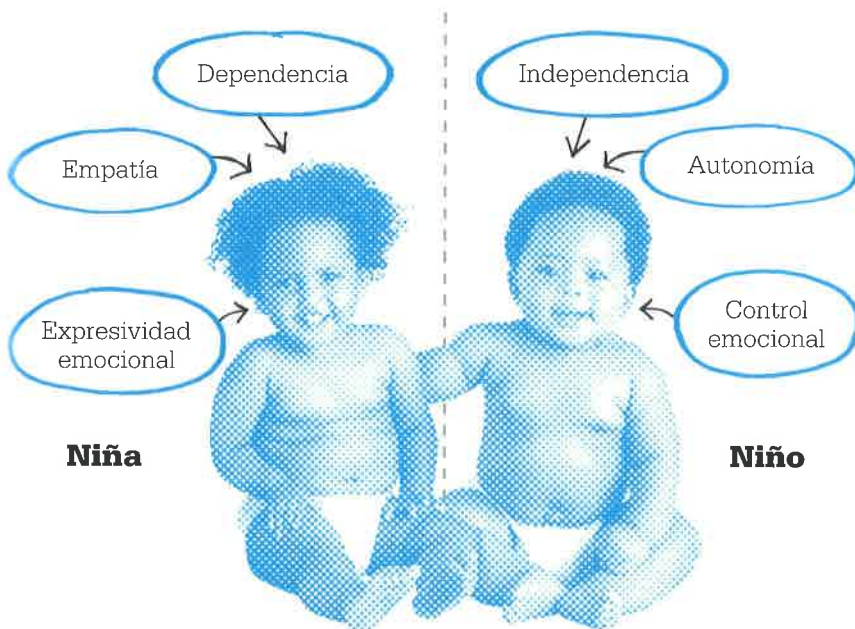 Dependencia
Independencia
Empatía
Autonomía
Expresividad
emocional
Control
emocional
Niña
Niño